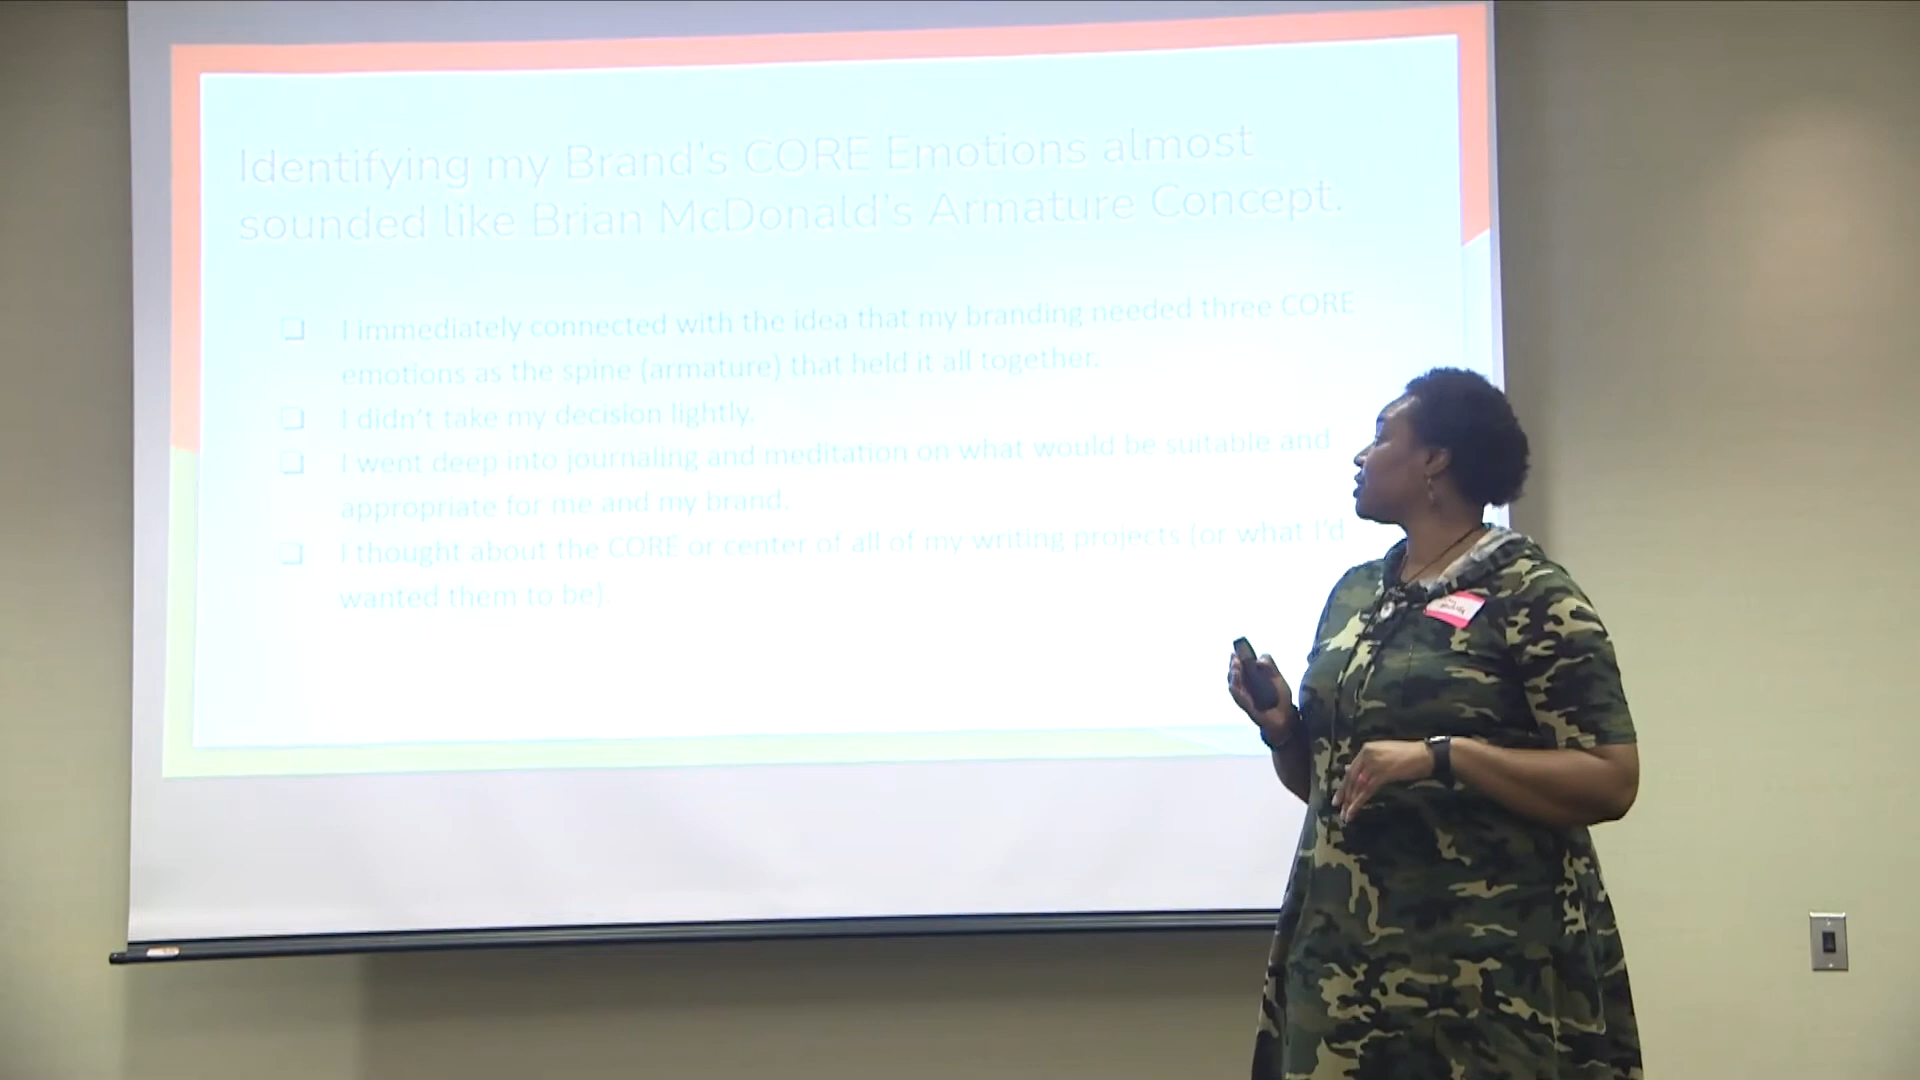 Identifying my Brand's CORE Emotions almost
sounded like Brian McDonald's Armature Concept.
❑ I immediately connected with the idea that my branding needed three CORE
emotions as the spine (armature) that held it all together.
❑ I didn't take my decision lightly.
❑ I went deep into journaling and meditation on what would be suitable and
appropriate for me and my brand.
❑ I thought about the CORE or center of all of my writing projects (or what I'd
wanted them to be).